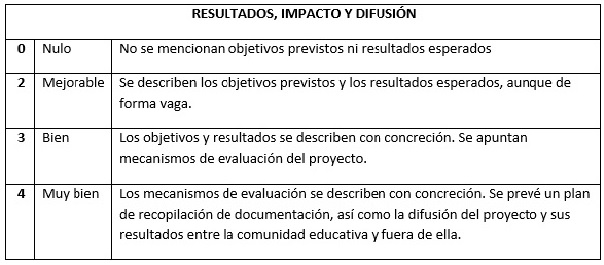 RESULTADOS, IMPACTO Y DIFUSIÓN
0 Nulo No se mencionan objetivos previstos ni resultados esperados
2 Mejorable Se describen los objetivos previstos y los resultados esperados, aunque de
forma vaga.
3 Bien Los objetivos y resultados se describen con concreción. Se apuntan
mecanismos de evaluación del proyecto.
4 Muy bien Los mecanismos de evaluación se describen con concreción. Se prevé un plan
de recopilación de documentación, así como la difusión del proyecto y sus
resultados entre la comunidad educativa y fuera de ella.